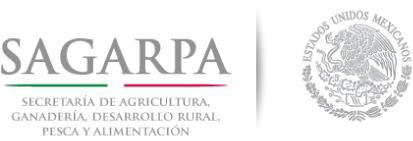 SAGARPA
SECRETARÍA DE AGRICULTURA,
GANADERÍA, DESARROLLO RURAL,
PESCA Y ALIMENTACIÓN
ESTADOS UNIDOS MEXICANOS